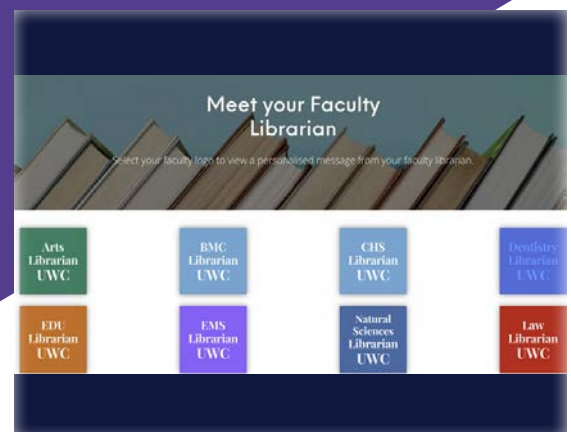 Meet your Faculty
Librarian
Select your faculty logo to view a personalised message from your faculty librarian.
Arts
Librarian
UWC
BMC
Librarian
UWC
CHS
Librarian
UWC
Dentistry
Librarian
UWC
EDU
Librarian
UWC
EMS
Librarian
UWC
Natural
Sciences
Librarian
UWC
Law
Librarian
UWC